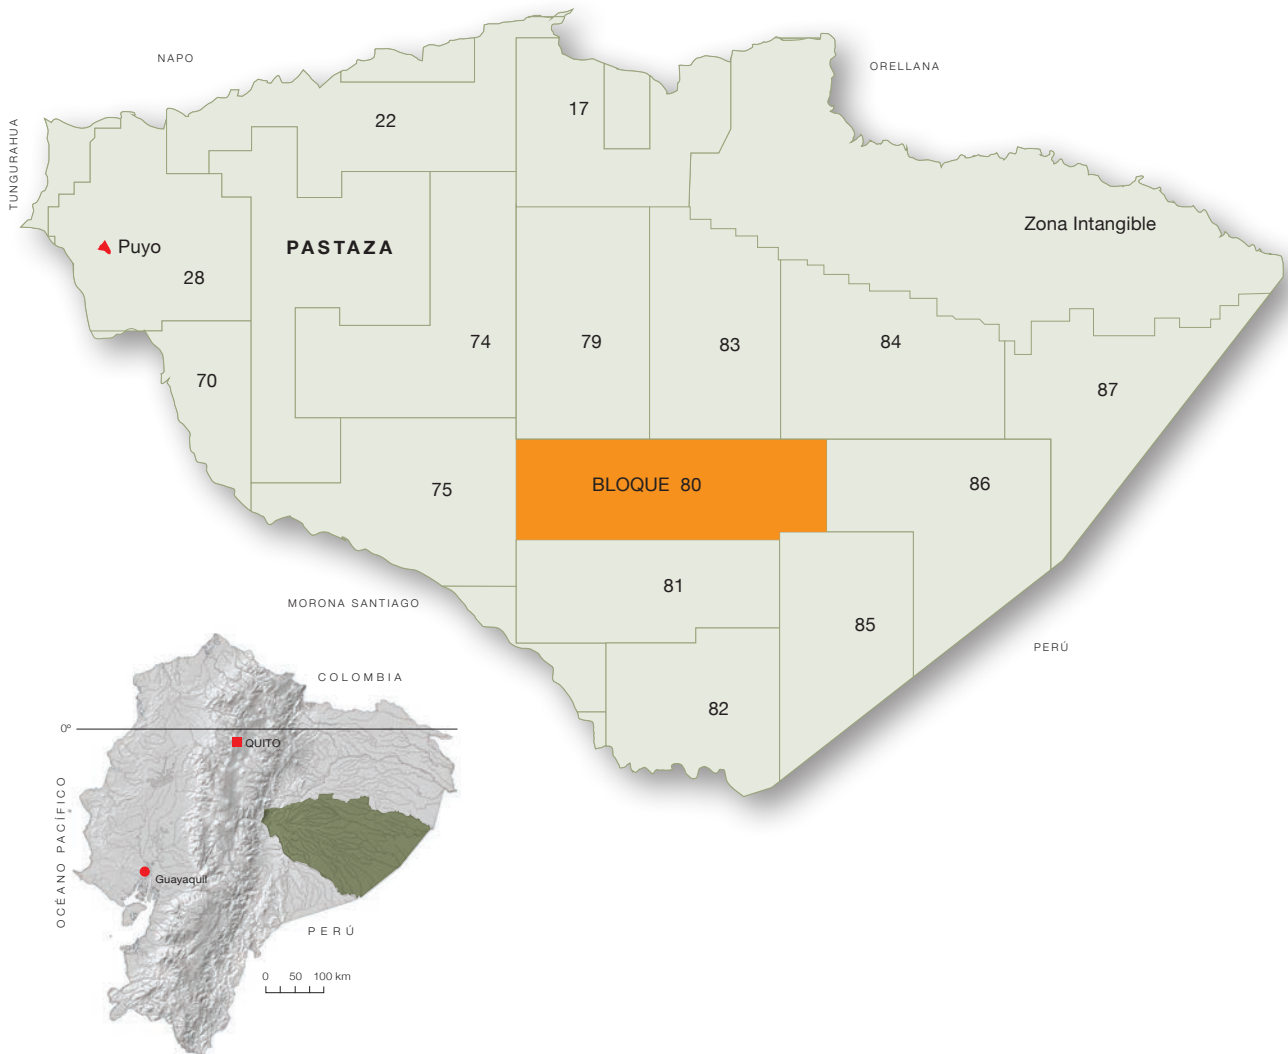 NAPO
ORELLANA
TUNGURAHUA
22
17
Zona Intangible
Puyo
PASTAZA
28
74
79
83
84
70
87
75
BLOQUE 80
86
81
MORONA SANTIAGO
85
PERÚ
82
COLOMBIA
0º
QUITO
OCÉANO PACÍFICO
Guayaquil
PERÚ
0 50 100 km